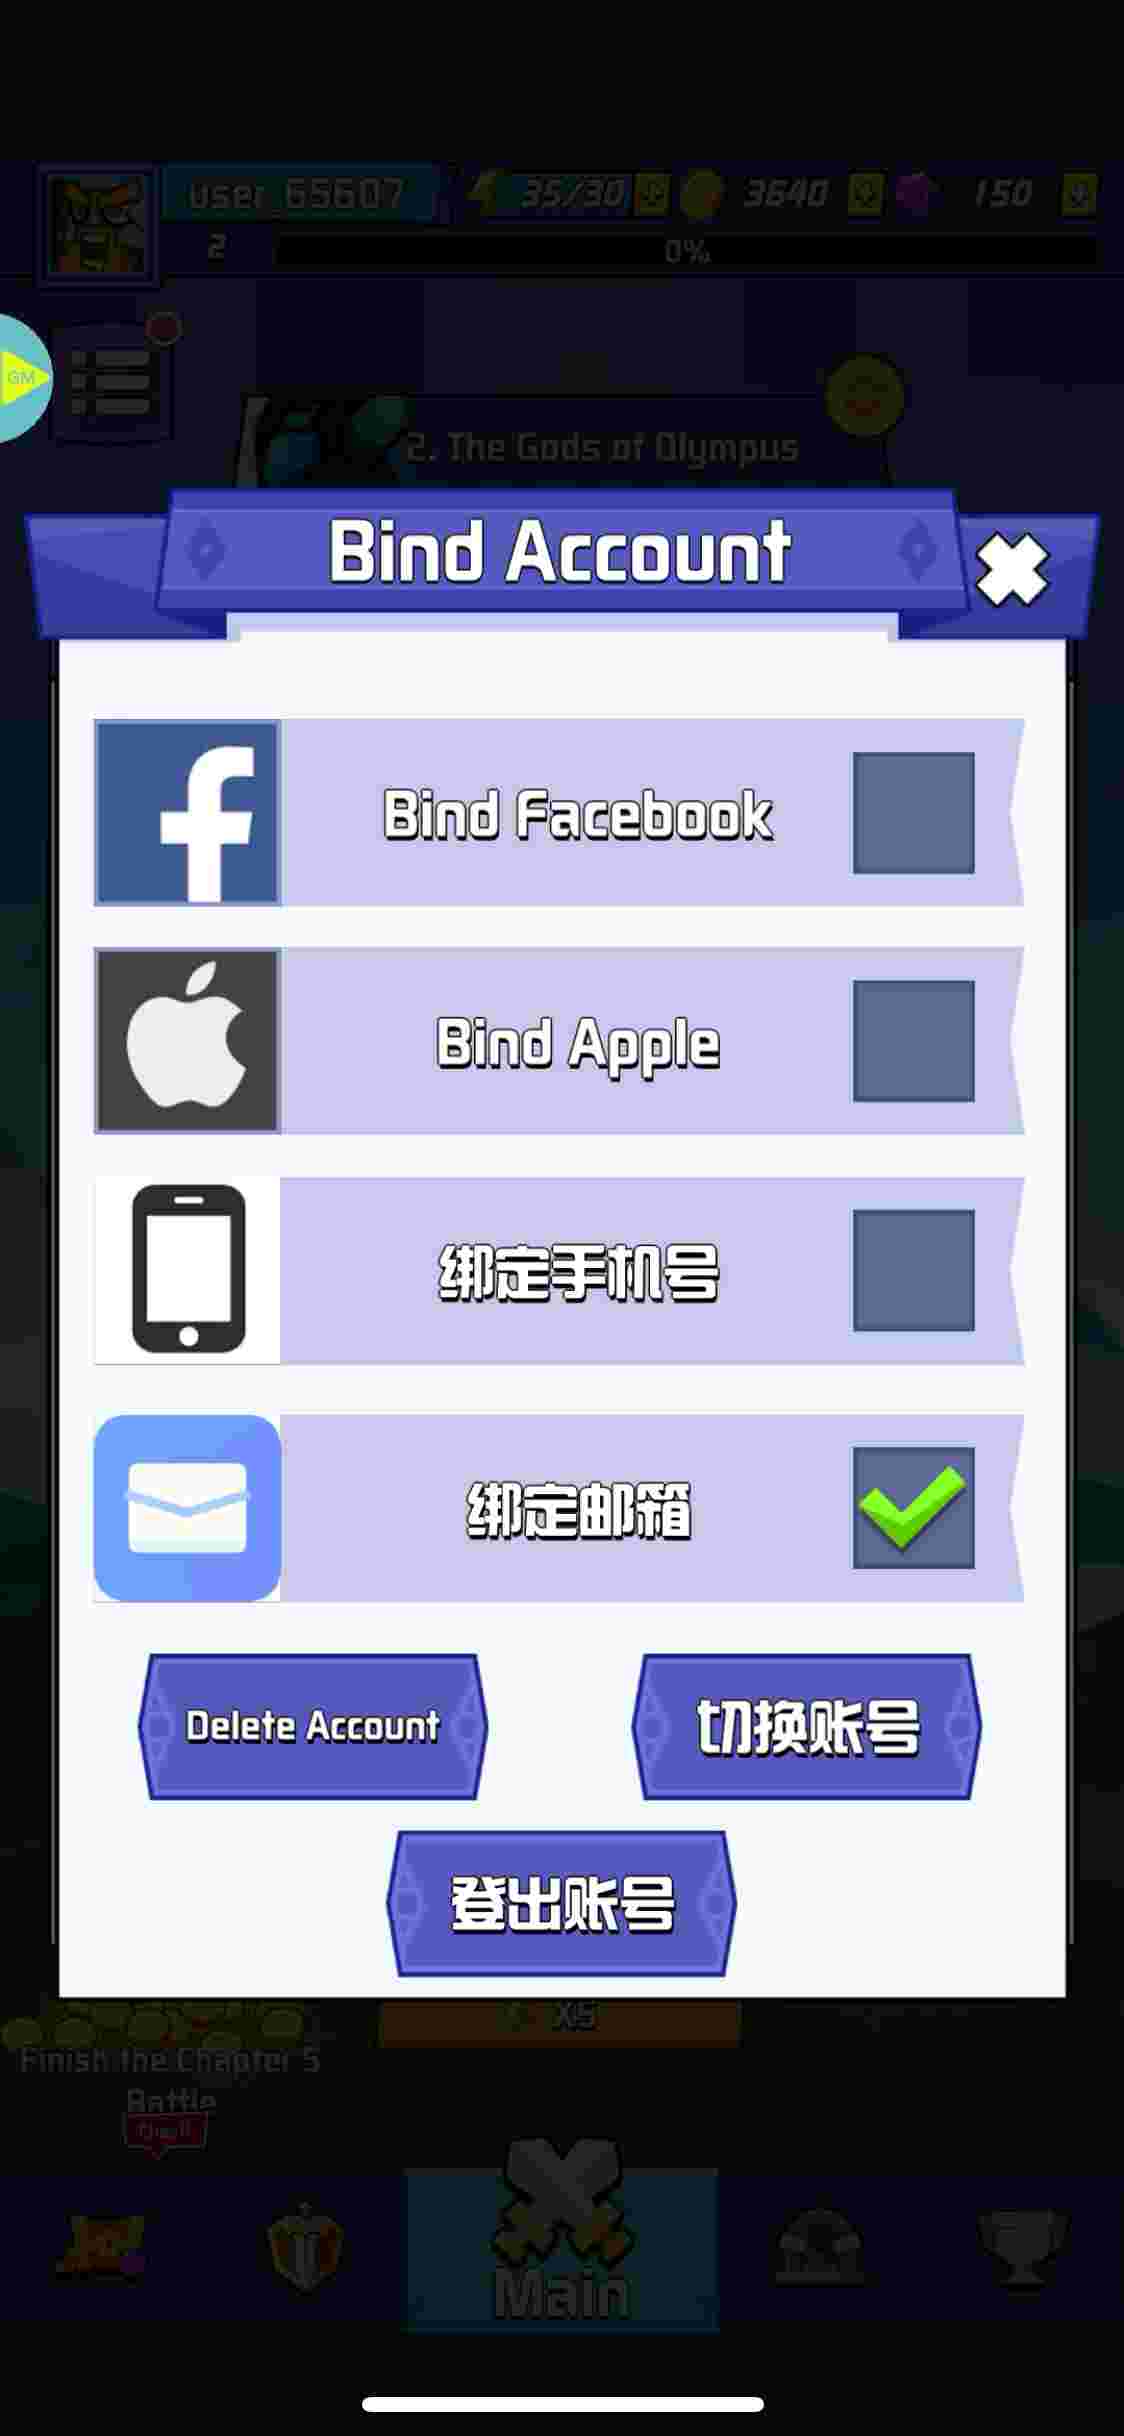 user_65607
35/30
3640
150
2
0%
GM
2. The Gods of Olympus
Bind Account
Bind Facebook
Bind Apple
绑定手机号
绑定邮箱
Delete Account
切换账号
登出账号
X5
Finish the Chapter 5
Battle
Main